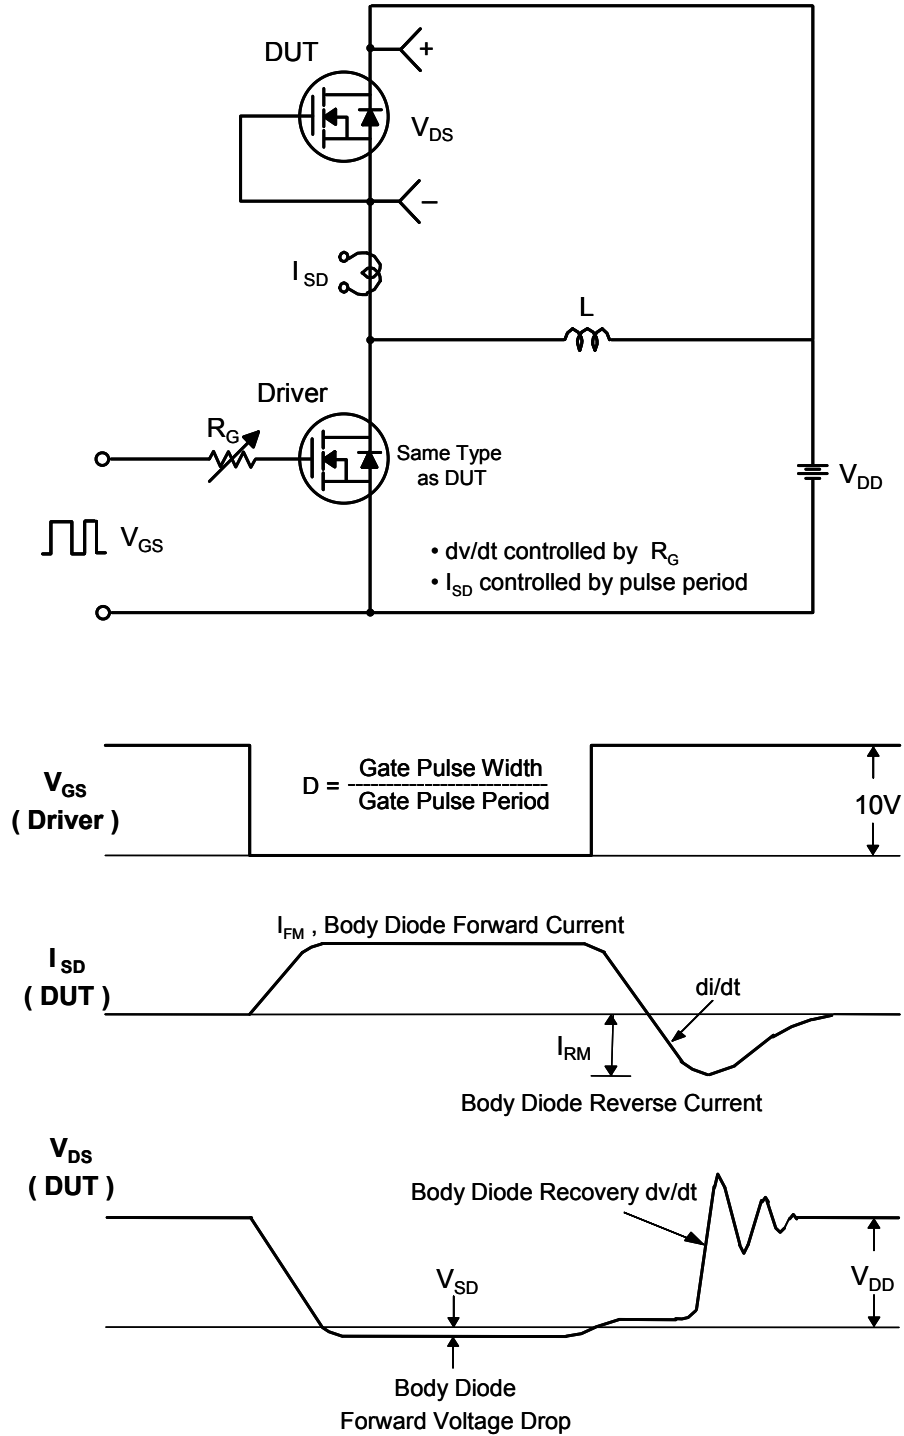 DUT
+
V_DS
–
I_SD
L
Driver
R_G
Same Type
as DUT
V_DD
V_GS
• dv/dt controlled by R_G
• I_SD controlled by pulse period
V_GS
( Driver )
D = Gate Pulse Width
--------------------------
Gate Pulse Period
10V
I_FM , Body Diode Forward Current
I_SD
( DUT )
di/dt
I_RM
Body Diode Reverse Current
V_DS
( DUT )
Body Diode Recovery dv/dt
V_SD
V_DD
Body Diode
Forward Voltage Drop